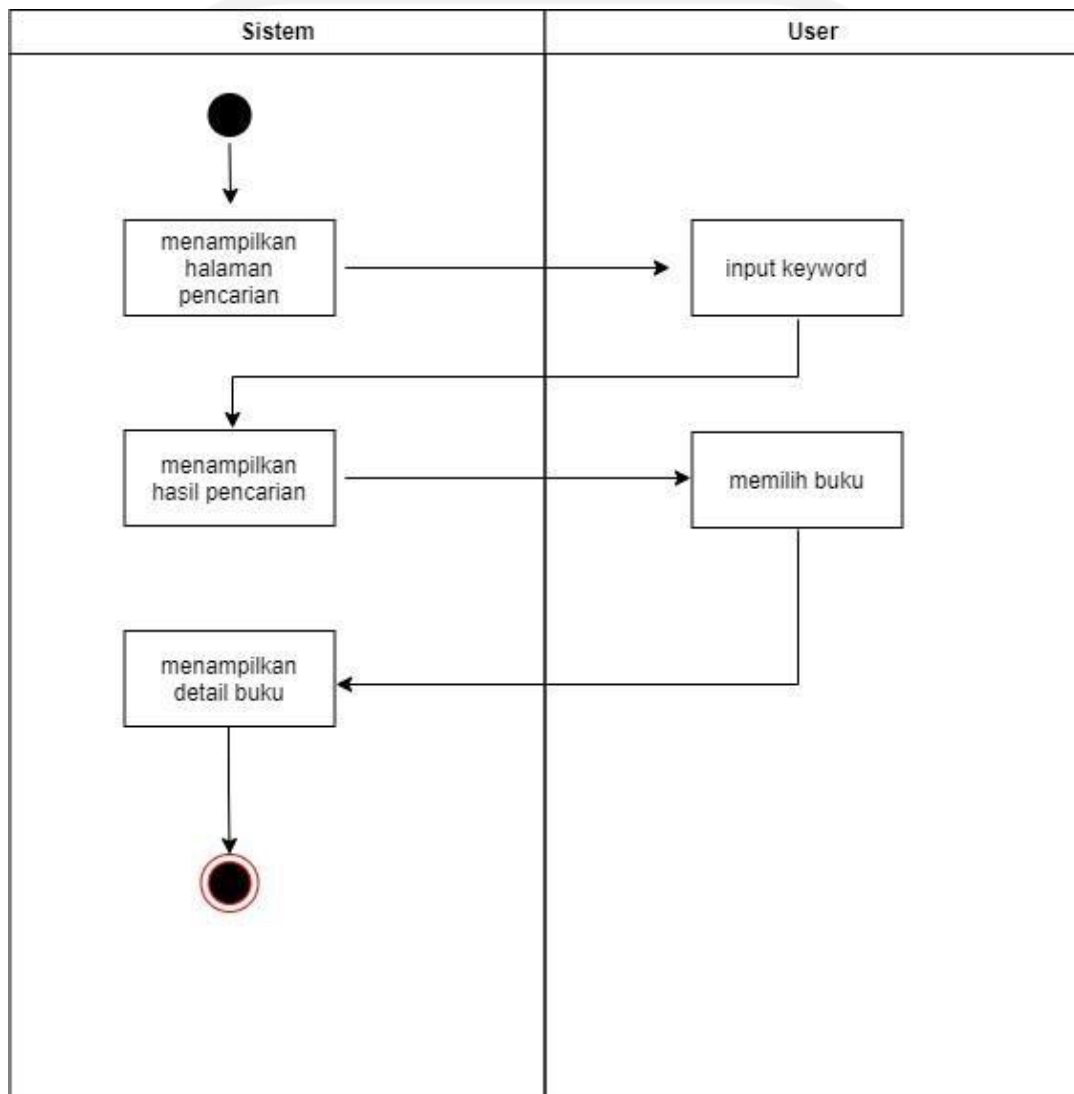 Sistem
User
menampilkan
halaman
pencarian
input keyword
menampilkan
hasil pencarian
memilih buku
menampilkan
detail buku